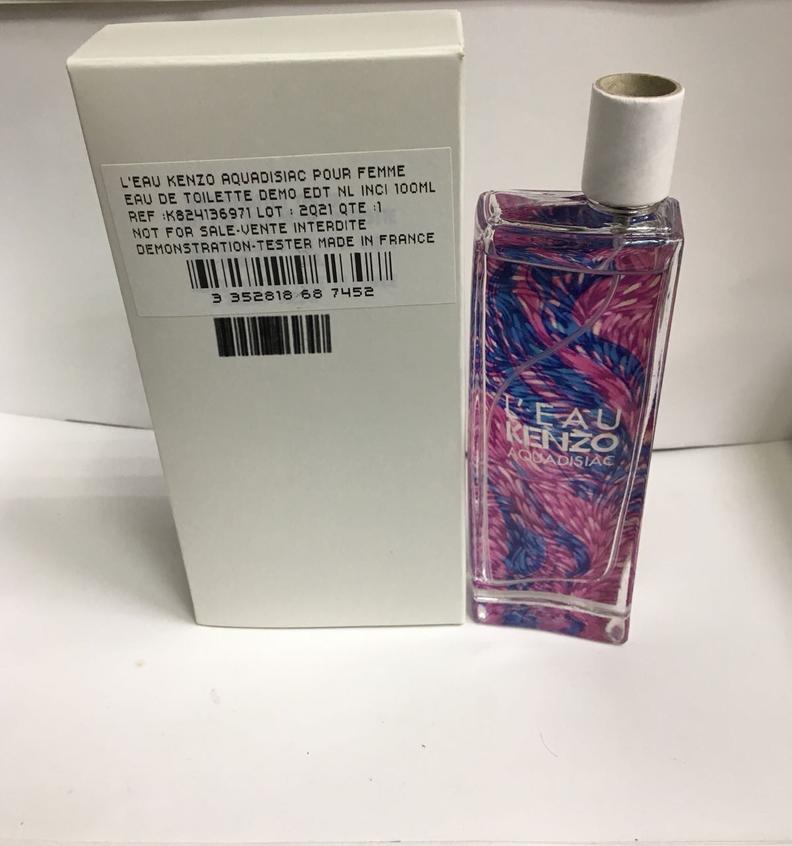 L'EAU KENZO AQUADISIAC POUR FEMME
EAU DE TOILETTE DEMO EDT NL INCI 100ML
REF :K824136971 LOT : 2Q21 QTE :1
NOT FOR SALE-VENTE INTERDITE
DEMONSTRATION-TESTER MADE IN FRANCE
3 352818 68 7452
L'EAU
KENZO
AQUADISIAC